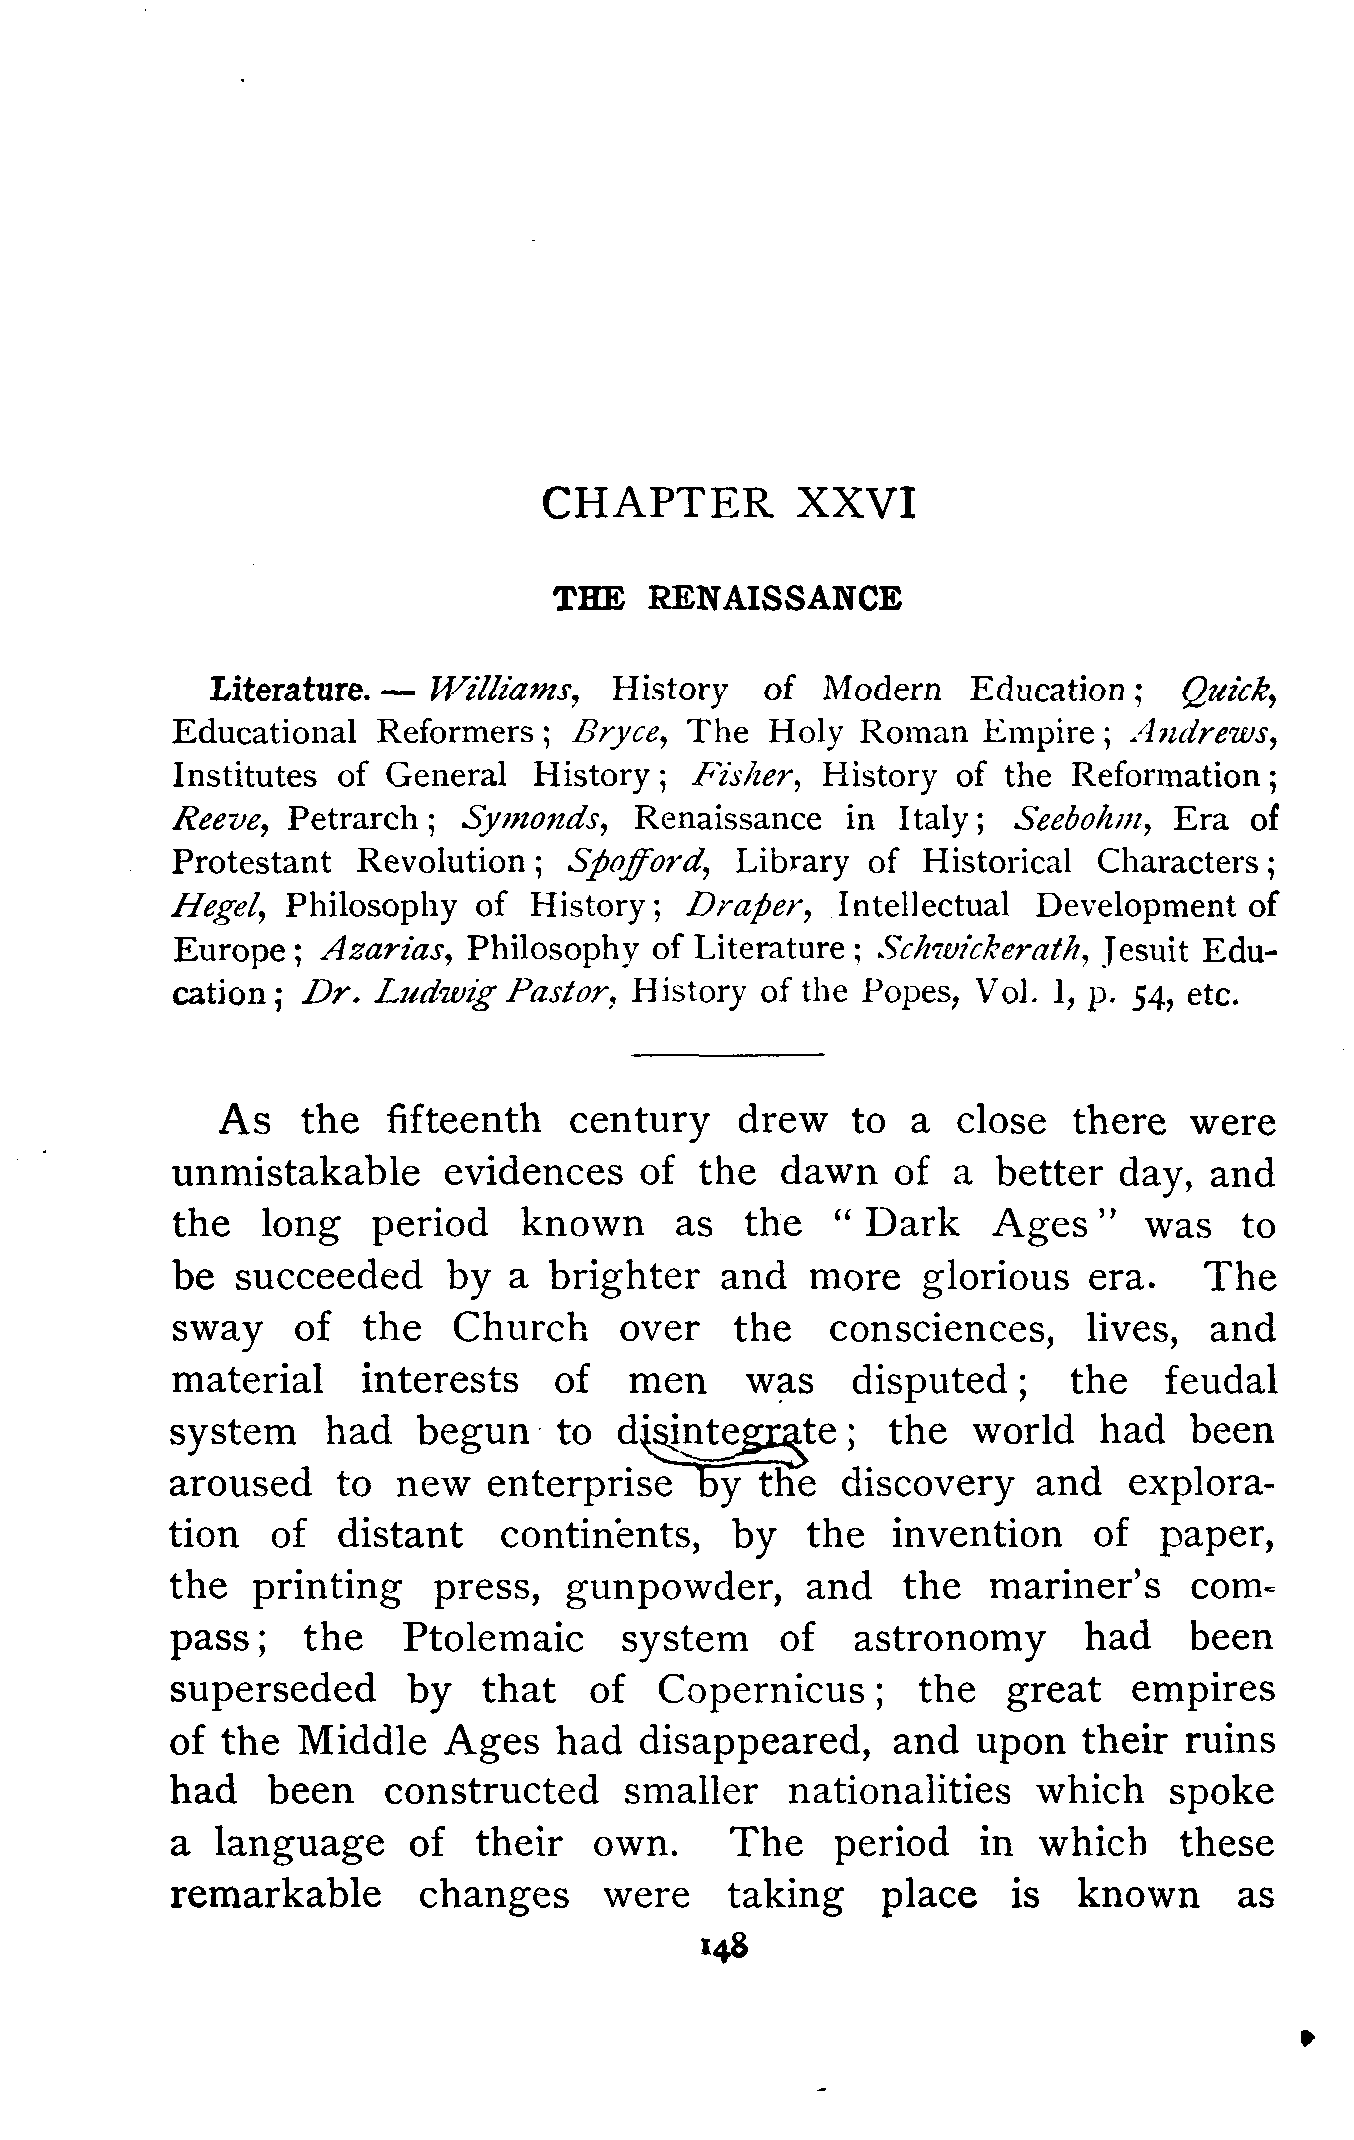 CHAPTER XXVI
THE RENAISSANCE
Literature. — Williams, History of Modern Education; Quick,
Educational Reformers; Bryce, The Holy Roman Empire; Andrews,
Institutes of General History; Fisher, History of the Reformation;
Reeve, Petrarch; Symonds, Renaissance in Italy; Seebohm, Era of
Protestant Revolution; Spofford, Library of Historical Characters;
Hegel, Philosophy of History; Draper, Intellectual Development of
Europe; Azarias, Philosophy of Literature; Schwickerath, Jesuit Edu-
cation; Dr. Ludwig Pastor, History of the Popes, Vol. 1, p. 54, etc.
As the fifteenth century drew to a close there were
unmistakable evidences of the dawn of a better day, and
the long period known as the “Dark Ages” was to
be succeeded by a brighter and more glorious era. The
sway of the Church over the consciences, lives, and
material interests of men was disputed; the feudal
system had begun to disintegrate; the world had been
aroused to new enterprise by the discovery and explora-
tion of distant continents, by the invention of paper,
the printing press, gunpowder, and the mariner's com-
pass; the Ptolemaic system of astronomy had been
superseded by that of Copernicus; the great empires
of the Middle Ages had disappeared, and upon their ruins
had been constructed smaller nationalities which spoke
a language of their own. The period in which these
remarkable changes were taking place is known as
148